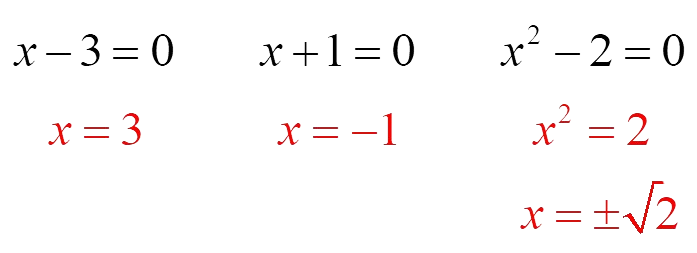 x − 3 = 0    x + 1 = 0    x² − 2 = 0
x = 3    x = −1    x² = 2
x = ±√2